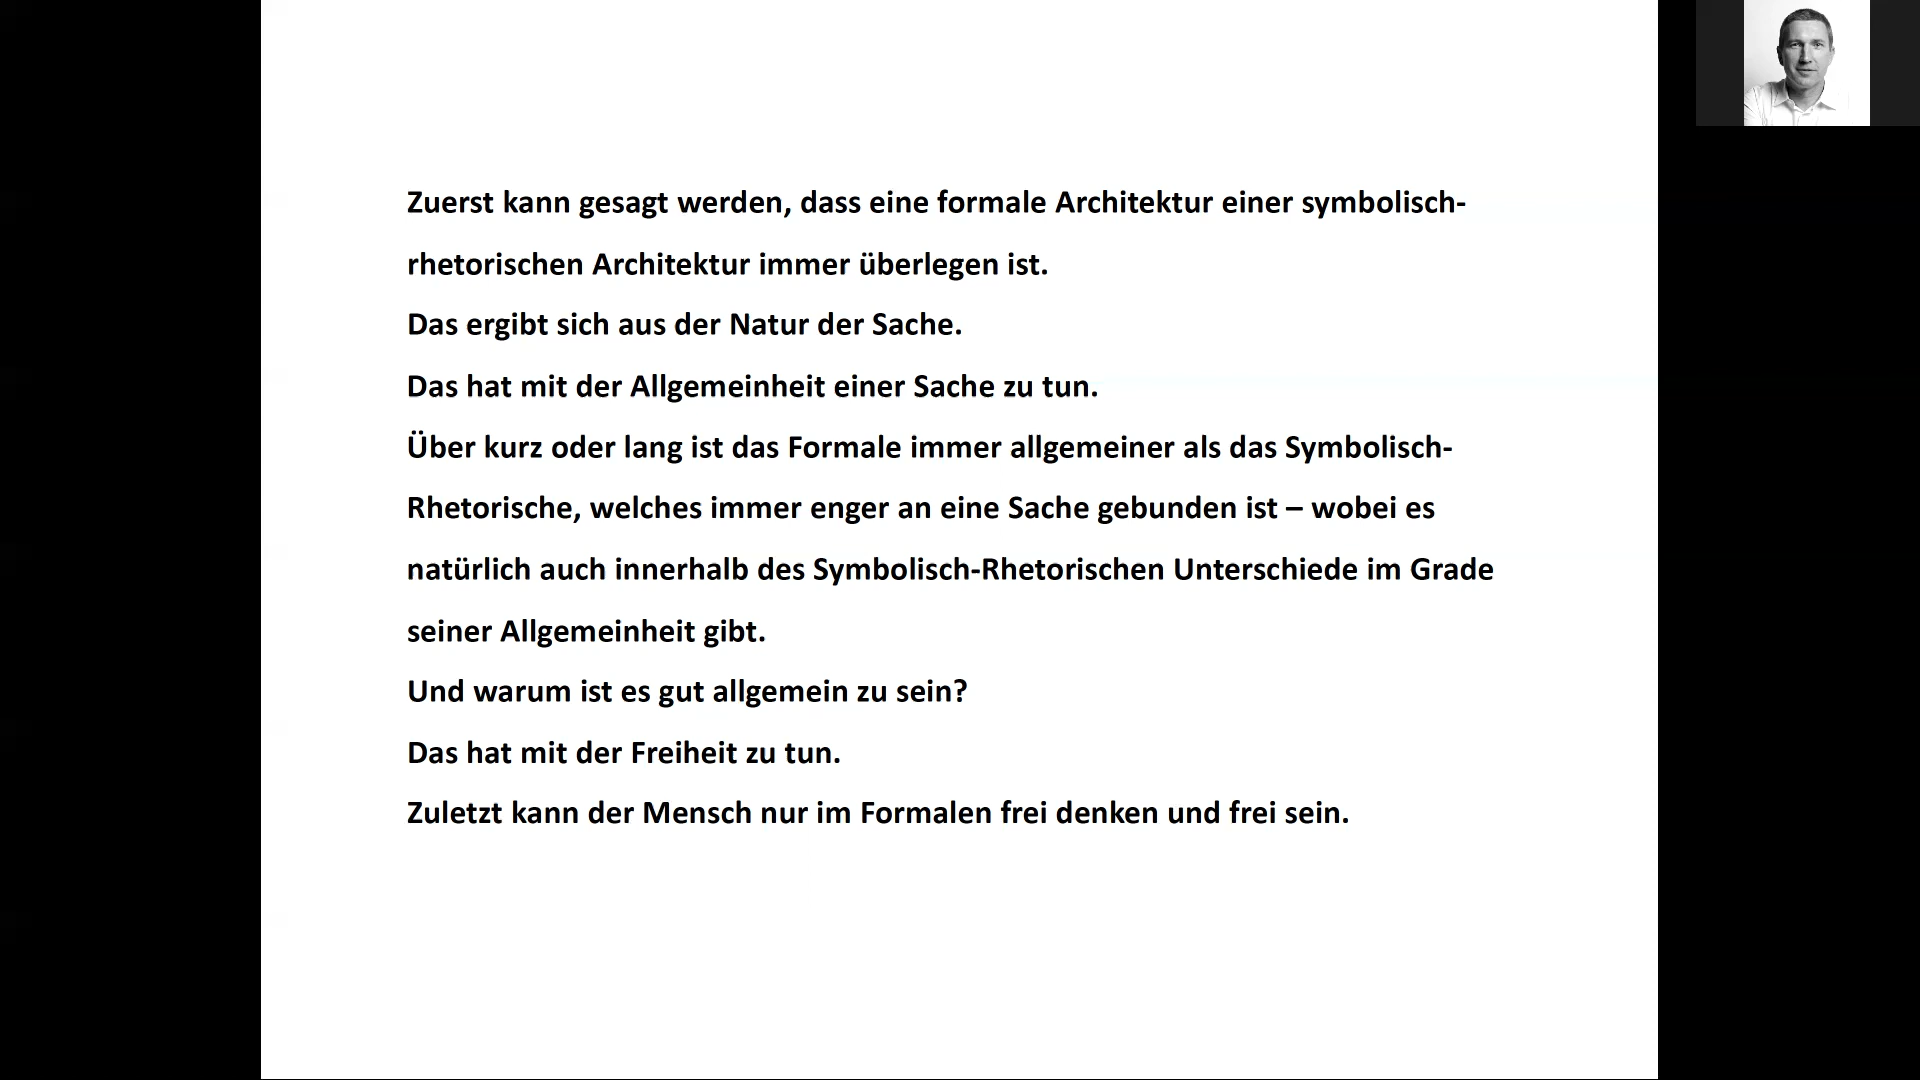 Zuerst kann gesagt werden, dass eine formale Architektur einer symbolisch-
rhetorischen Architektur immer überlegen ist.
Das ergibt sich aus der Natur der Sache.
Das hat mit der Allgemeinheit einer Sache zu tun.
Über kurz oder lang ist das Formale immer allgemeiner als das Symbolisch-
Rhetorische, welches immer enger an eine Sache gebunden ist – wobei es
natürlich auch innerhalb des Symbolisch-Rhetorischen Unterschiede im Grade
seiner Allgemeinheit gibt.
Und warum ist es gut allgemein zu sein?
Das hat mit der Freiheit zu tun.
Zuletzt kann der Mensch nur im Formalen frei denken und frei sein.